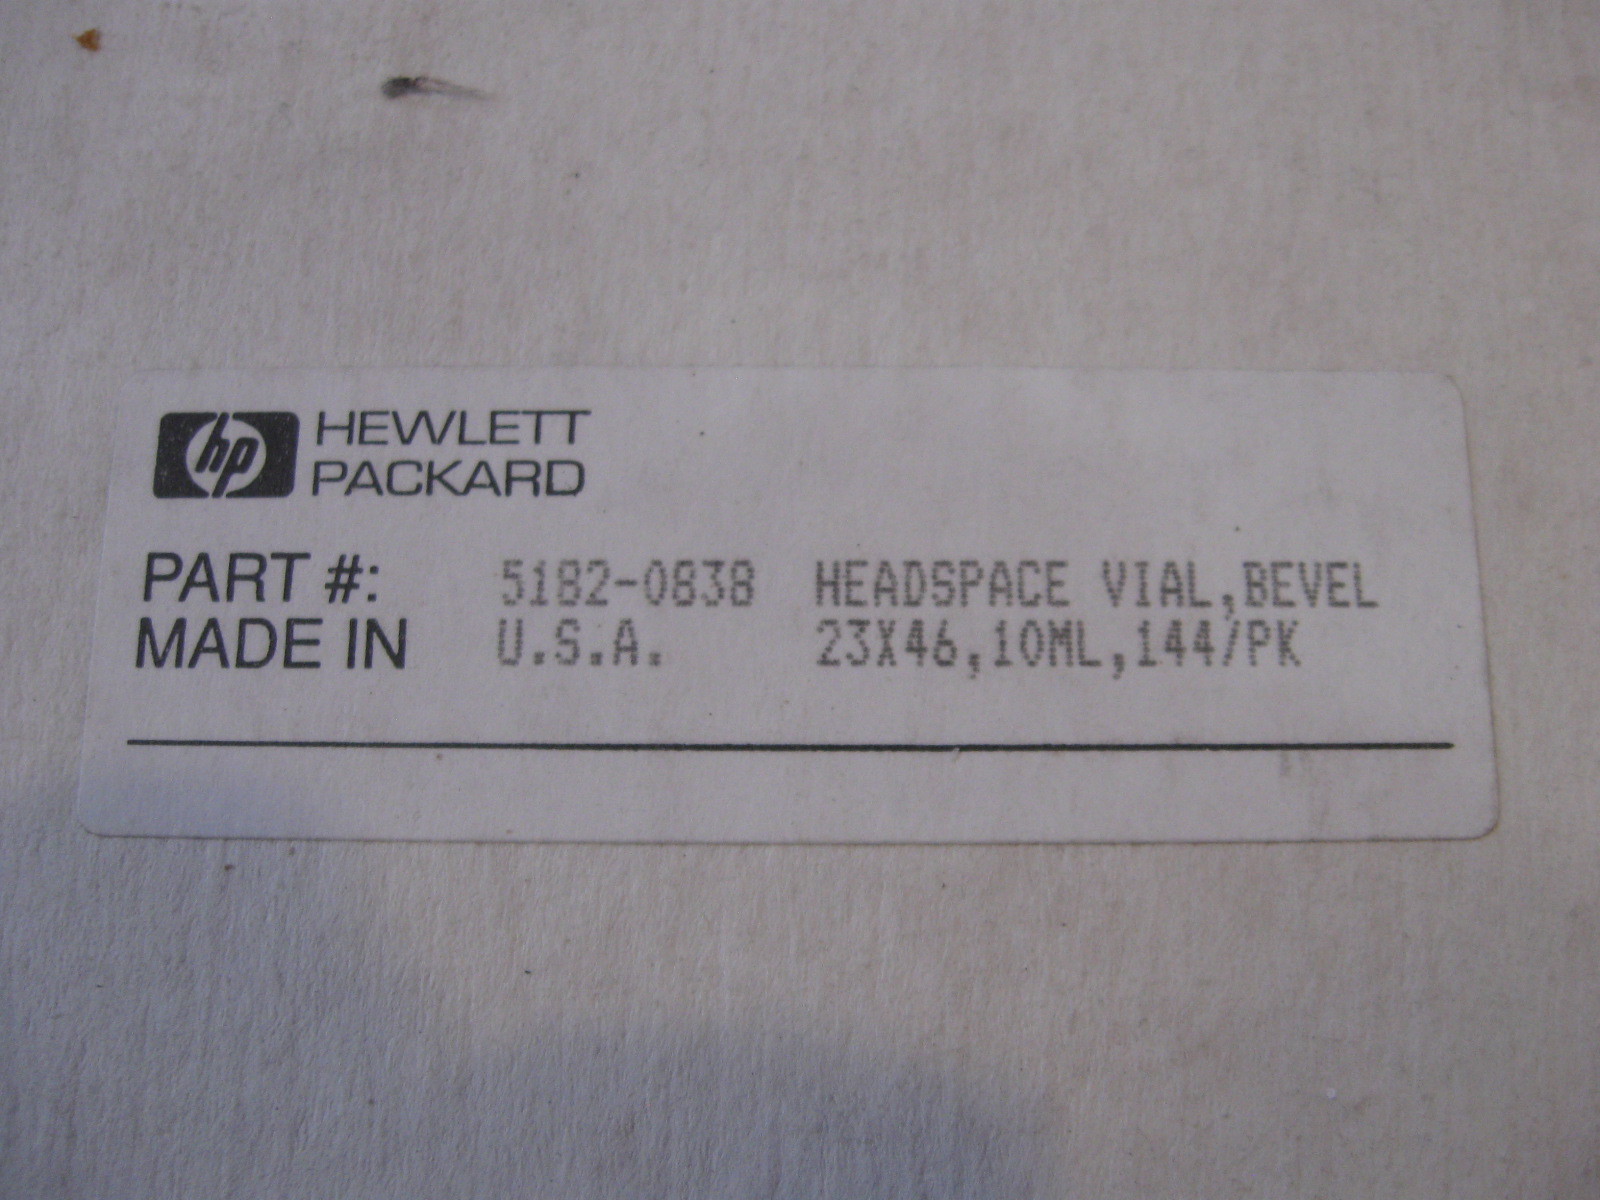 hp HEWLETT
PACKARD
PART #: 5182-0838 HEADSPACE VIAL,BEVEL
MADE IN U.S.A. 23X46,10ML,144/PK